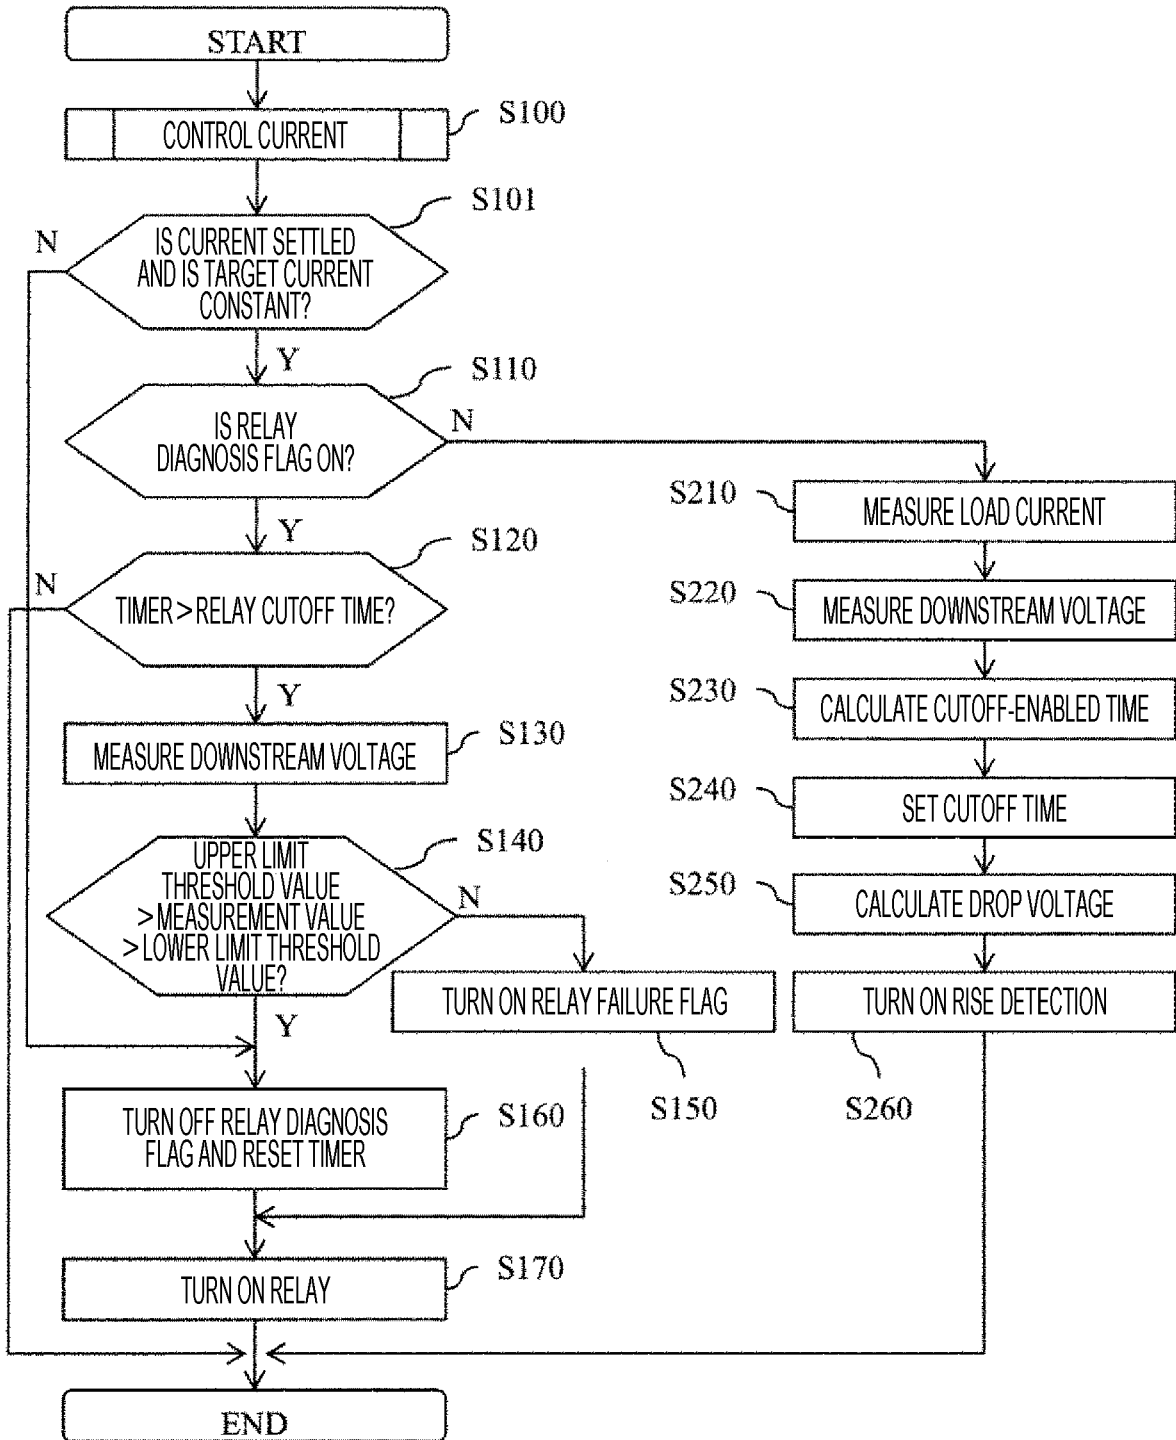 START
CONTROL CURRENT
S100
S101
N
IS CURRENT SETTLED
AND IS TARGET CURRENT
CONSTANT?
Y
S110
IS RELAY
DIAGNOSIS FLAG ON?
N
Y
S120
N
TIMER > RELAY CUTOFF TIME?
Y
S130
MEASURE DOWNSTREAM VOLTAGE
S140
UPPER LIMIT
THRESHOLD VALUE
> MEASUREMENT VALUE
> LOWER LIMIT THRESHOLD
VALUE?
N
Y
TURN ON RELAY FAILURE FLAG
S150
S160
TURN OFF RELAY DIAGNOSIS
FLAG AND RESET TIMER
S170
TURN ON RELAY
END
S210
MEASURE LOAD CURRENT
S220
MEASURE DOWNSTREAM VOLTAGE
S230
CALCULATE CUTOFF-ENABLED TIME
S240
SET CUTOFF TIME
S250
CALCULATE DROP VOLTAGE
TURN ON RISE DETECTION
S260